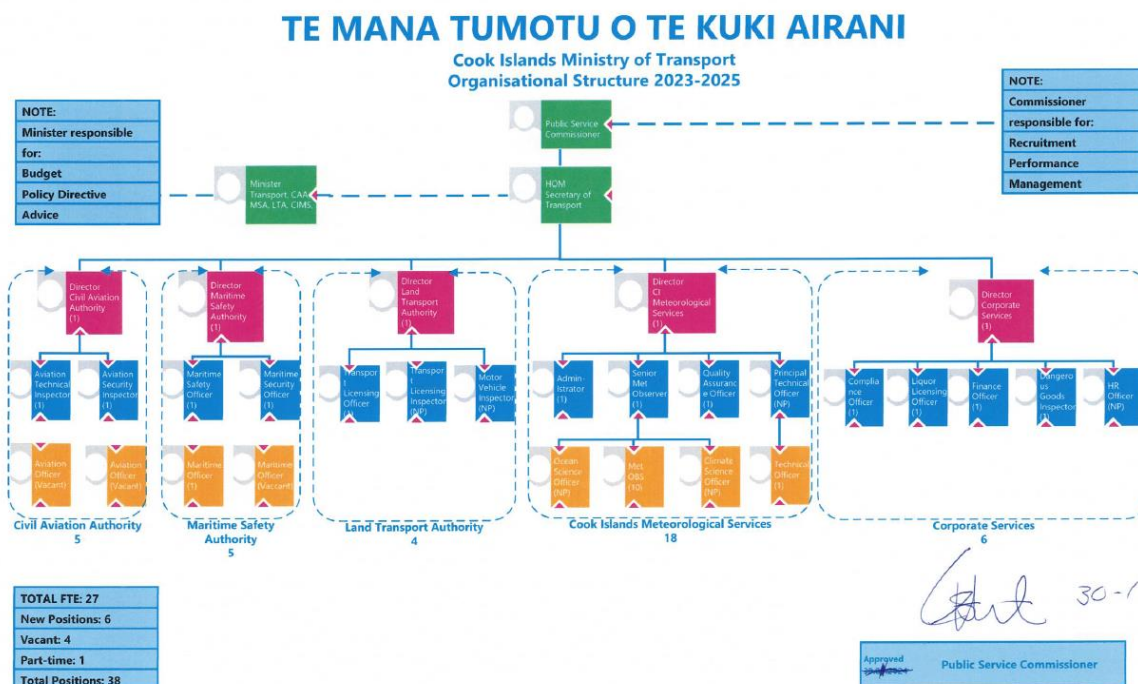 TE MANA TUMOTU O TE KUKI AIRANI
Cook Islands Ministry of Transport
Organisational Structure 2023-2025
NOTE:
Minister responsible
for:
Budget
Policy Directive
Advice
NOTE:
Commissioner
responsible for:
Recruitment
Performance
Management
Public Service
Commissioner
Minister
Transport, CAA,
MSA, LTA, CIMS,
HOM
Secretary of
Transport
Director
Civil Aviation
Authority
(1)
Director
Maritime
Safety
Authority
(1)
Director
Land
Transport
Authority
(1)
Director
CI
Meteorological
Services
(1)
Director
Corporate
Services
(1)
Aviation
Technical
Inspector
(1)
Aviation
Security
Inspector
(1)
Maritime
Safety
Officer
(1)
Maritime
Security
Officer
(1)
Transpor
t
Licensing
Officer
(1)
Transpor
t
Licensing
Inspector
(NP)
Motor
Vehicle
Inspector
(NP)
Admin-
istrator
(1)
Senior
Met
Observer
(1)
Quality
Assuranc
e Officer
(1)
Principal
Technical
Officer
(NP)
Complia
nce
Officer
(1)
Liquor
Licensing
Officer
(1)
Finance
Officer
(1)
Dangero
us
Goods
Inspector
(1)
HR
Officer
(NP)
Aviation
Officer
(Vacant)
Aviation
Officer
(Vacant)
Maritime
Officer
(1)
Maritime
Officer
(Vaccant)
Ocean
Science
Officer
(NP)
Met
OBS
(10)
Climate
Science
Officer
(NP)
Technical
Officer
(1)
Civil Aviation Authority
5
Maritime Safety
Authority
5
Land Transport Authority
4
Cook Islands Meteorological Services
18
Corporate Services
6
TOTAL FTE: 27
New Positions: 6
Vacant: 4
Part-time: 1
Total Positions: 38
30-1
Approved
Public Service Commissioner